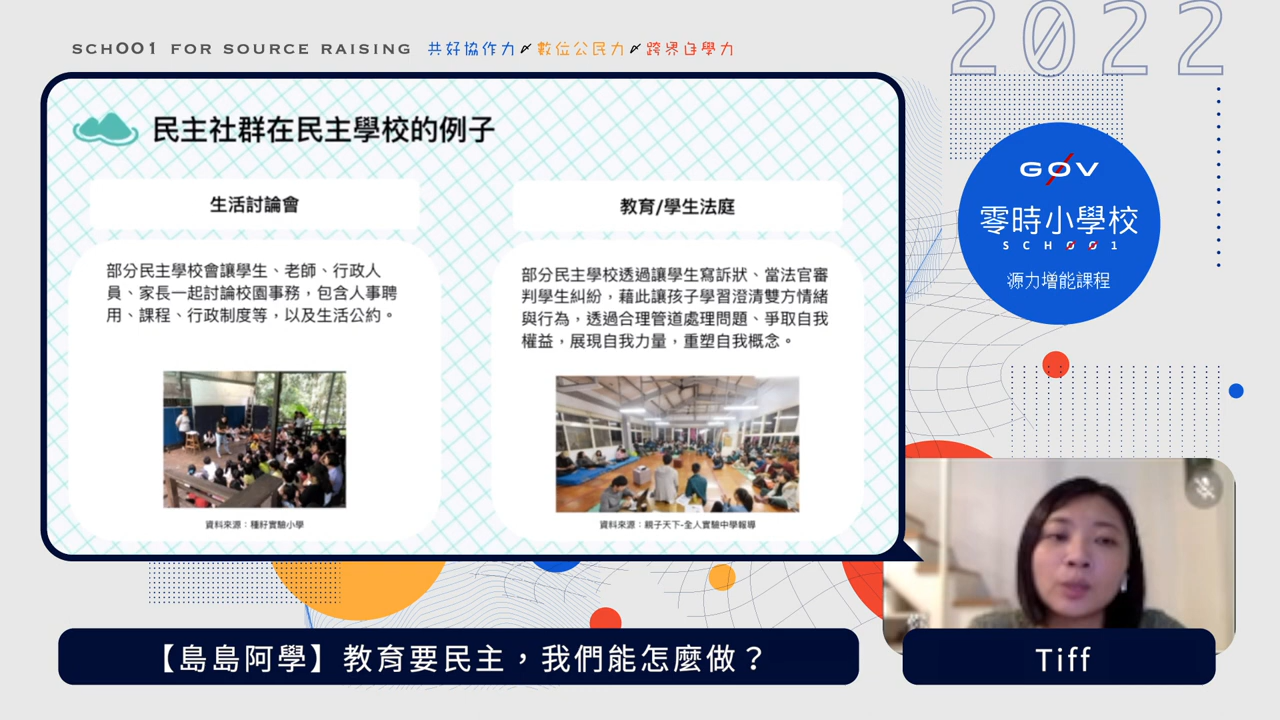 2022
SCHOO1 FOR SOURCE RAISING 共好協作力 數位公民力 跨界自學力
民主社群在民主學校的例子
生活討論會
部分民主學校會讓學生、老師、行政人
員、家長一起討論校園事務，包含人事聘
用、課程、行政制度等，以及生活公約。
資料來源：種籽實驗小學
教育/學生法庭
部分民主學校透過讓學生寫訴狀、當法官審
判學生糾紛，藉此讓孩子學習澄清雙方情緒
與行為，透過合理管道處理問題、爭取自我
權益，展現自我力量，重塑自我概念。
資料來源：親子天下-全人實驗中學報導
G0V
零時小學校
SCHOO1
源力增能課程
【島島阿學】教育要民主，我們能怎麼做？
Tiff